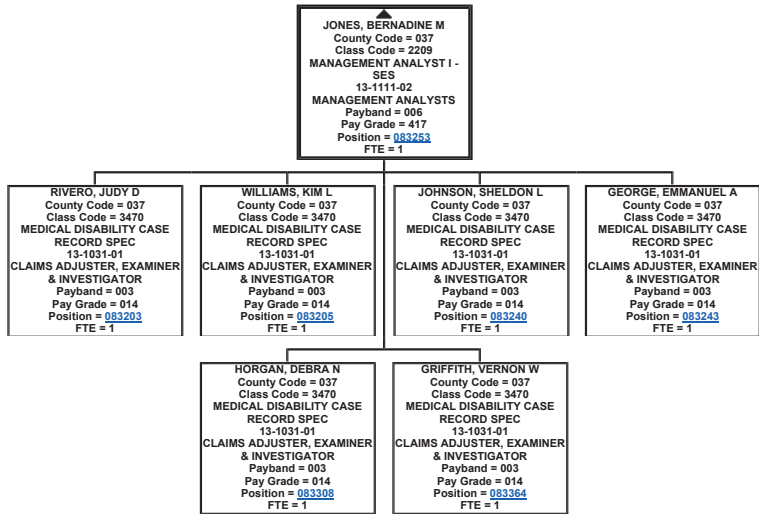 JONES, BERNADINE M
County Code = 037
Class Code = 2209
MANAGEMENT ANALYST I -
SES
13-1111-02
MANAGEMENT ANALYSTS
Payband = 006
Pay Grade = 417
Position = 083253
FTE = 1
RIVERO, JUDY D
County Code = 037
Class Code = 3470
MEDICAL DISABILITY CASE
RECORD SPEC
13-1031-01
CLAIMS ADJUSTER, EXAMINER
& INVESTIGATOR
Payband = 003
Pay Grade = 014
Position = 083203
FTE = 1
WILLIAMS, KIM L
County Code = 037
Class Code = 3470
MEDICAL DISABILITY CASE
RECORD SPEC
13-1031-01
CLAIMS ADJUSTER, EXAMINER
& INVESTIGATOR
Payband = 003
Pay Grade = 014
Position = 083205
FTE = 1
JOHNSON, SHELDON L
County Code = 037
Class Code = 3470
MEDICAL DISABILITY CASE
RECORD SPEC
13-1031-01
CLAIMS ADJUSTER, EXAMINER
& INVESTIGATOR
Payband = 003
Pay Grade = 014
Position = 083240
FTE = 1
GEORGE, EMMANUEL A
County Code = 037
Class Code = 3470
MEDICAL DISABILITY CASE
RECORD SPEC
13-1031-01
CLAIMS ADJUSTER, EXAMINER
& INVESTIGATOR
Payband = 003
Pay Grade = 014
Position = 083243
FTE = 1
HORGAN, DEBRA N
County Code = 037
Class Code = 3470
MEDICAL DISABILITY CASE
RECORD SPEC
13-1031-01
CLAIMS ADJUSTER, EXAMINER
& INVESTIGATOR
Payband = 003
Pay Grade = 014
Position = 083308
FTE = 1
GRIFFITH, VERNON W
County Code = 037
Class Code = 3470
MEDICAL DISABILITY CASE
RECORD SPEC
13-1031-01
CLAIMS ADJUSTER, EXAMINER
& INVESTIGATOR
Payband = 003
Pay Grade = 014
Position = 083364
FTE = 1